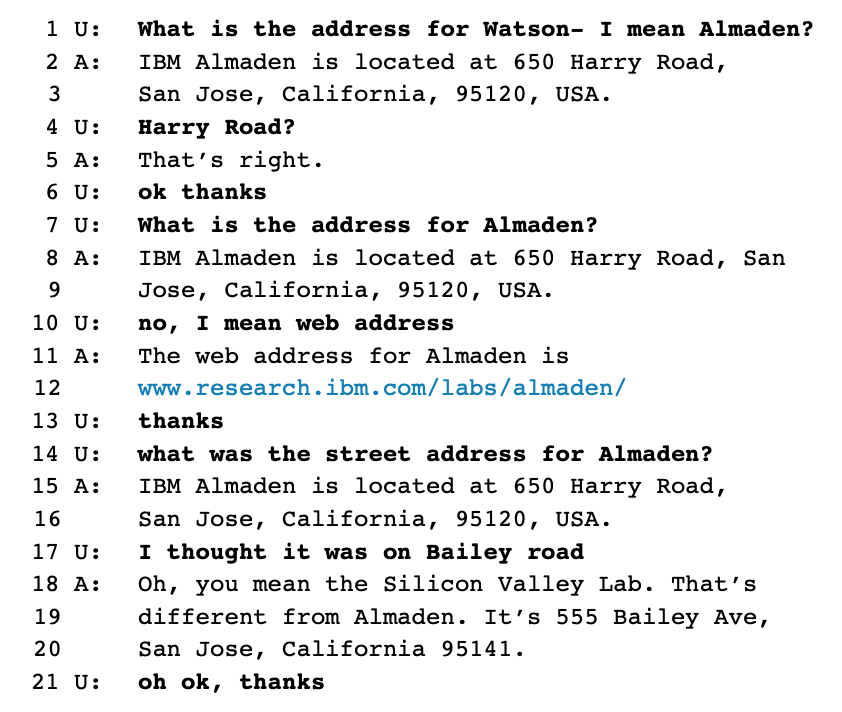 1 U: What is the address for Watson– I mean Almaden?
2 A: IBM Almaden is located at 650 Harry Road,
3 San Jose, California, 95120, USA.
4 U: Harry Road?
5 A: That’s right.
6 U: ok thanks
7 U: What is the address for Almaden?
8 A: IBM Almaden is located at 650 Harry Road, San
9 Jose, California, 95120, USA.
10 U: no, I mean web address
11 A: The web address for Almaden is
12 www.research.ibm.com/labs/almaden/
13 U: thanks
14 U: what was the street address for Almaden?
15 A: IBM Almaden is located at 650 Harry Road,
16 San Jose, California, 95120, USA.
17 U: I thought it was on Bailey road
18 A: Oh, you mean the Silicon Valley Lab. That’s
19 different from Almaden. It’s 555 Bailey Ave,
20 San Jose, California 95141.
21 U: oh ok, thanks